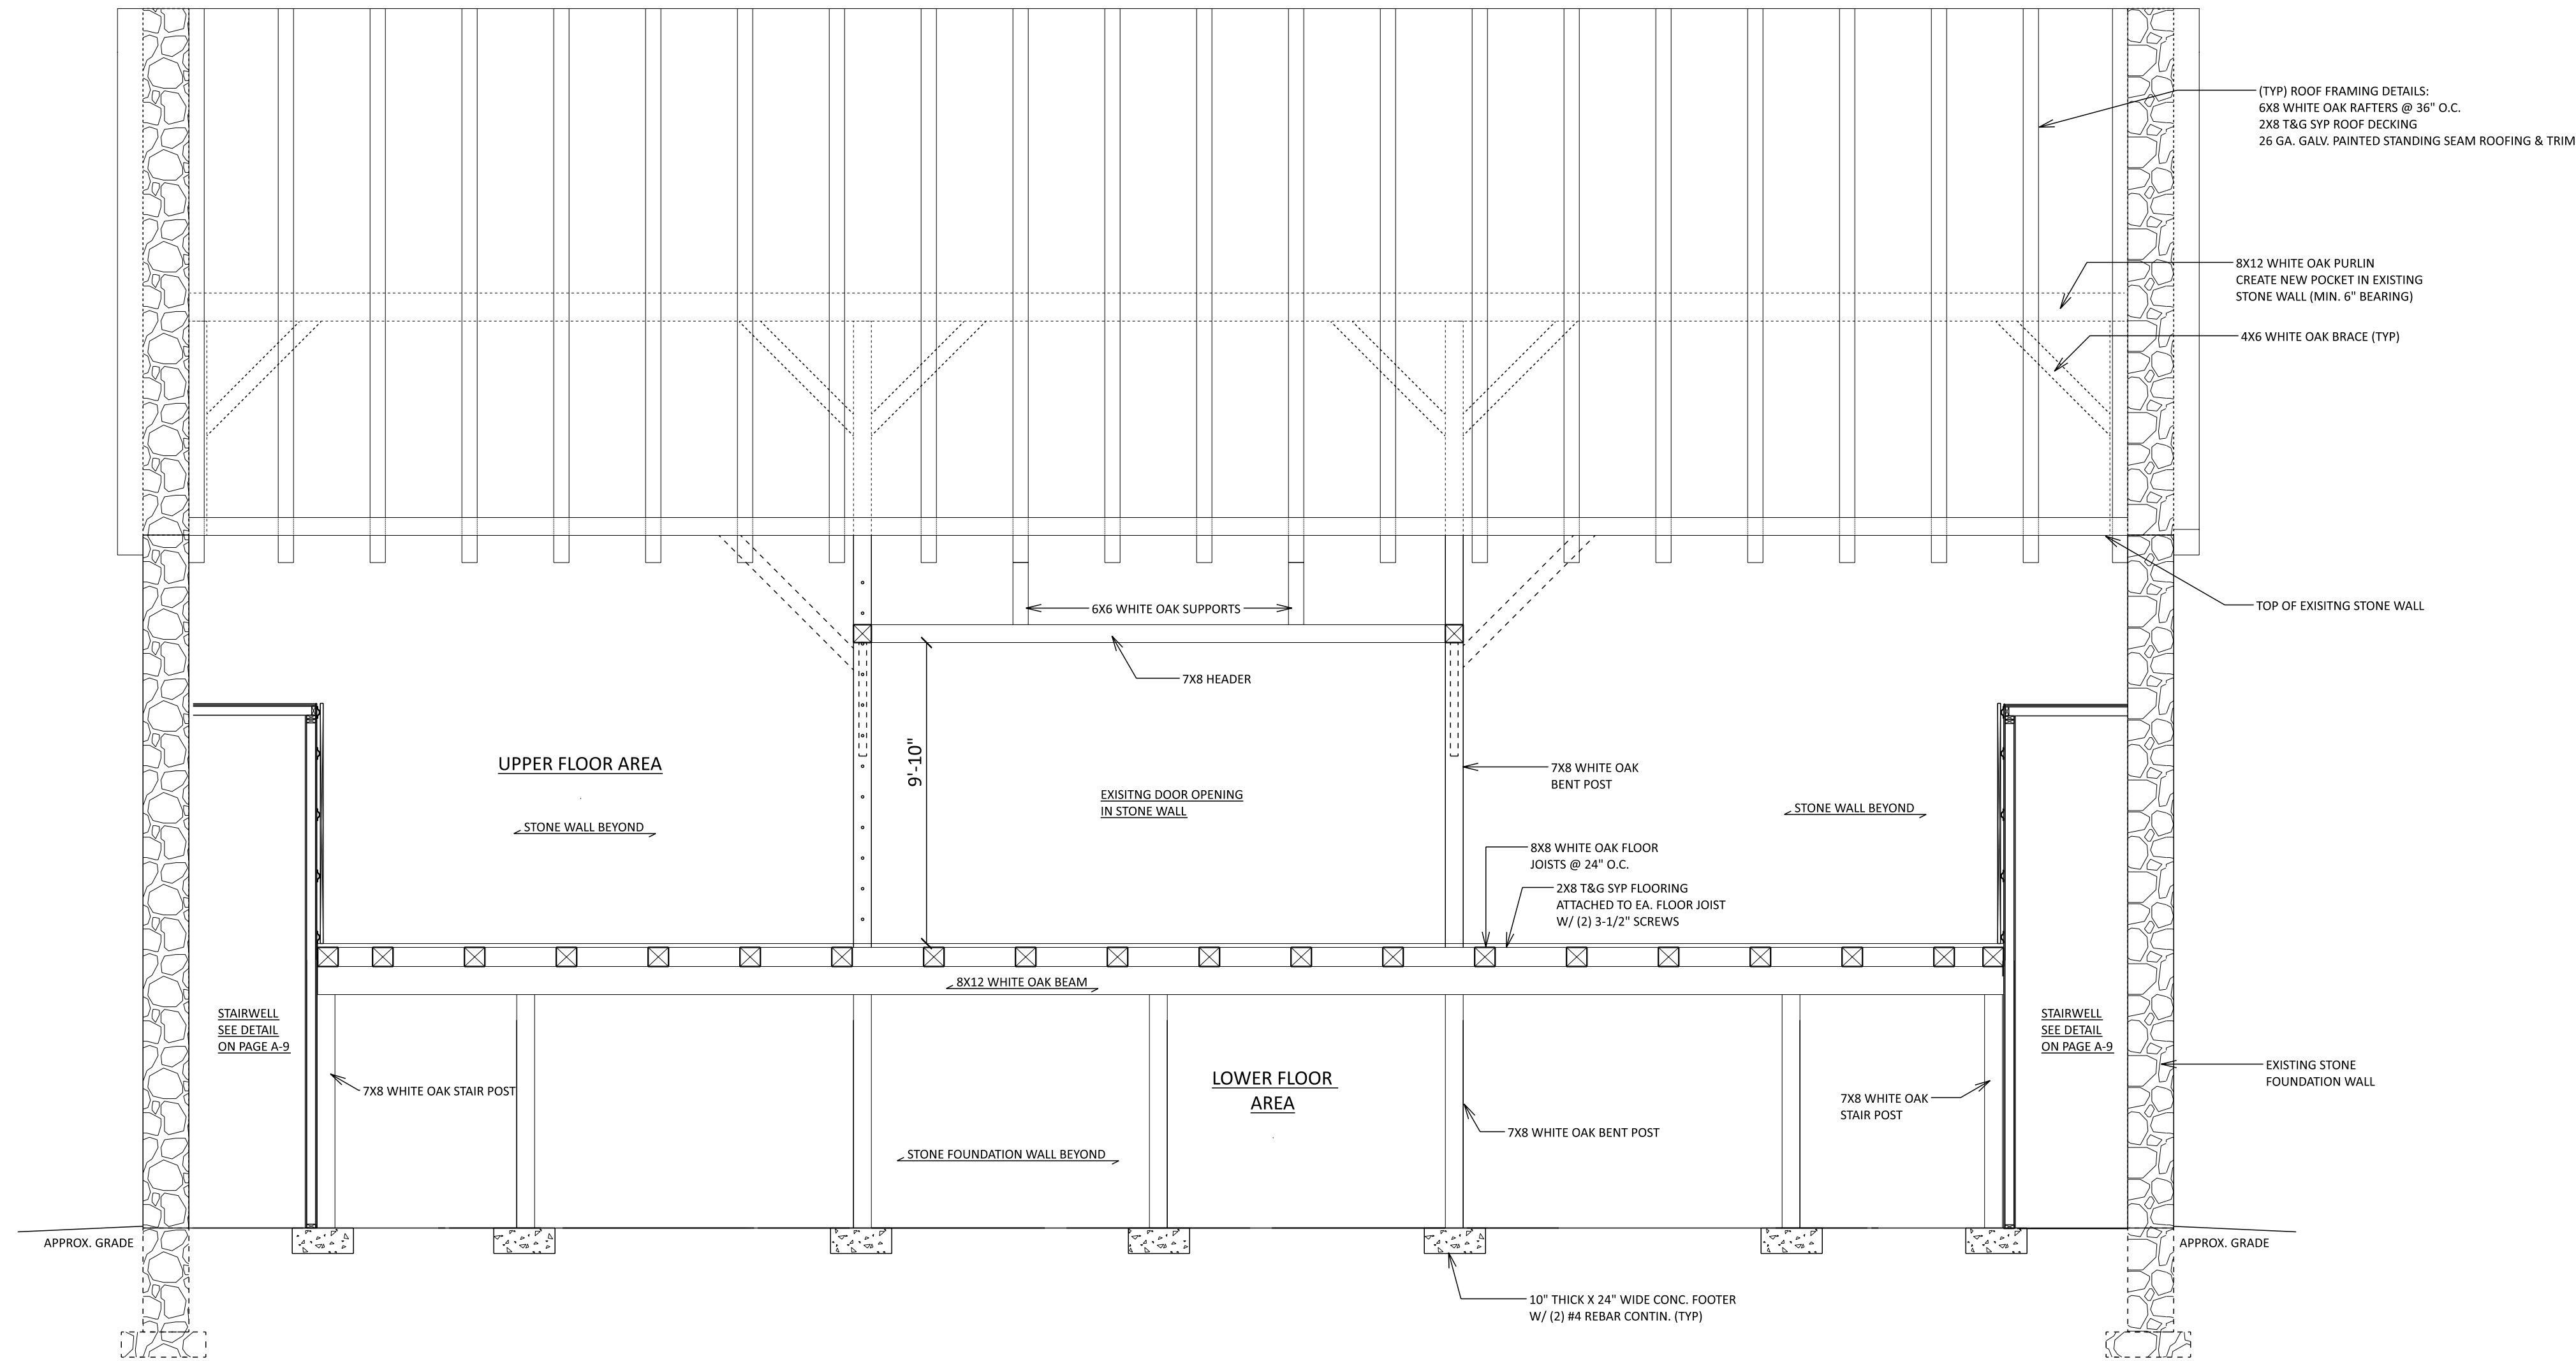 (TYP) ROOF FRAMING DETAILS:
6X8 WHITE OAK RAFTERS @ 36" O.C.
2X8 T&G SYP ROOF DECKING
26 GA. GALV. PAINTED STANDING SEAM ROOFING & TRIM
8X12 WHITE OAK PURLIN
CREATE NEW POCKET IN EXISTING
STONE WALL (MIN. 6" BEARING)
4X6 WHITE OAK BRACE (TYP)
6X6 WHITE OAK SUPPORTS
TOP OF EXISITNG STONE WALL
7X8 HEADER
UPPER FLOOR AREA
9'-10"
7X8 WHITE OAK
BENT POST
EXISITNG DOOR OPENING
IN STONE WALL
STONE WALL BEYOND
STONE WALL BEYOND
8X8 WHITE OAK FLOOR
JOISTS @ 24" O.C.
2X8 T&G SYP FLOORING
ATTACHED TO EA. FLOOR JOIST
W/ (2) 3-1/2" SCREWS
8X12 WHITE OAK BEAM
STAIRWELL
SEE DETAIL
ON PAGE A-9
STAIRWELL
SEE DETAIL
ON PAGE A-9
7X8 WHITE OAK STAIR POST
LOWER FLOOR
AREA
7X8 WHITE OAK
STAIR POST
EXISTING STONE
FOUNDATION WALL
7X8 WHITE OAK BENT POST
STONE FOUNDATION WALL BEYOND
APPROX. GRADE
APPROX. GRADE
10" THICK X 24" WIDE CONC. FOOTER
W/ (2) #4 REBAR CONTIN. (TYP)